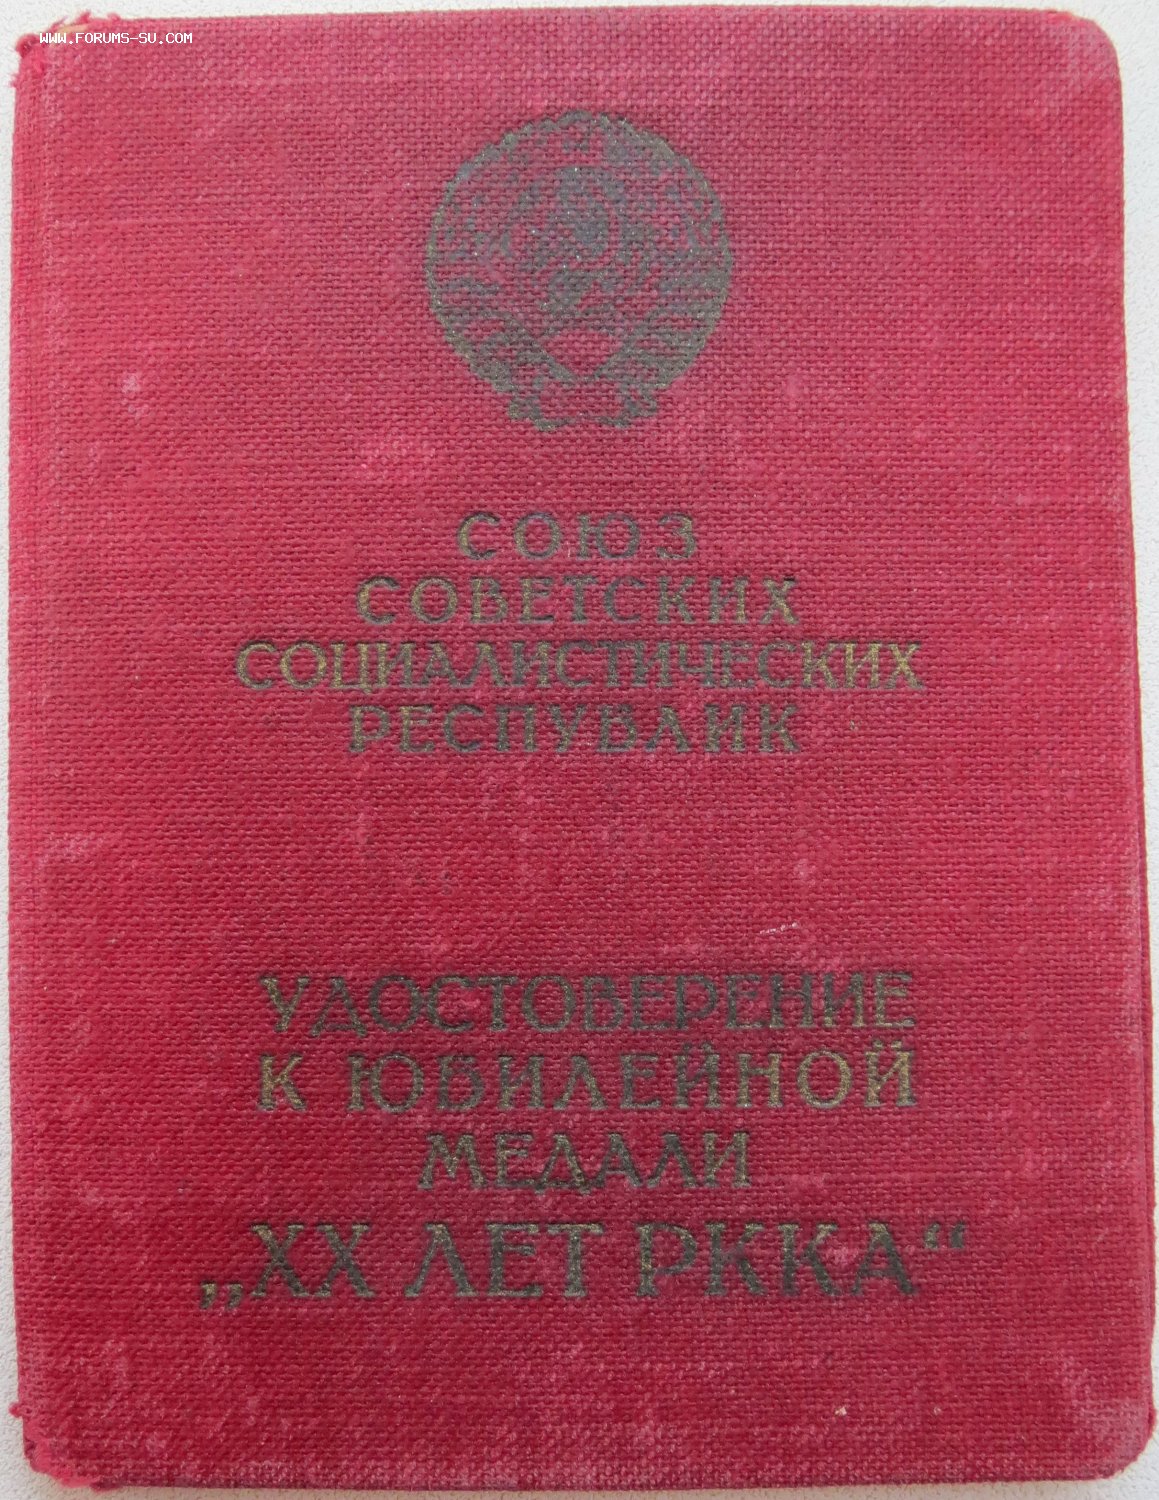 WWW.FORUMS-SU.COM
СОЮЗ
СОВЕТСКИХ
СОЦИАЛИСТИЧЕСКИХ
РЕСПУБЛИК
УДОСТОВЕРЕНИЕ
К ЮБИЛЕЙНОЙ
МЕДАЛИ
„XX ЛЕТ РККА“